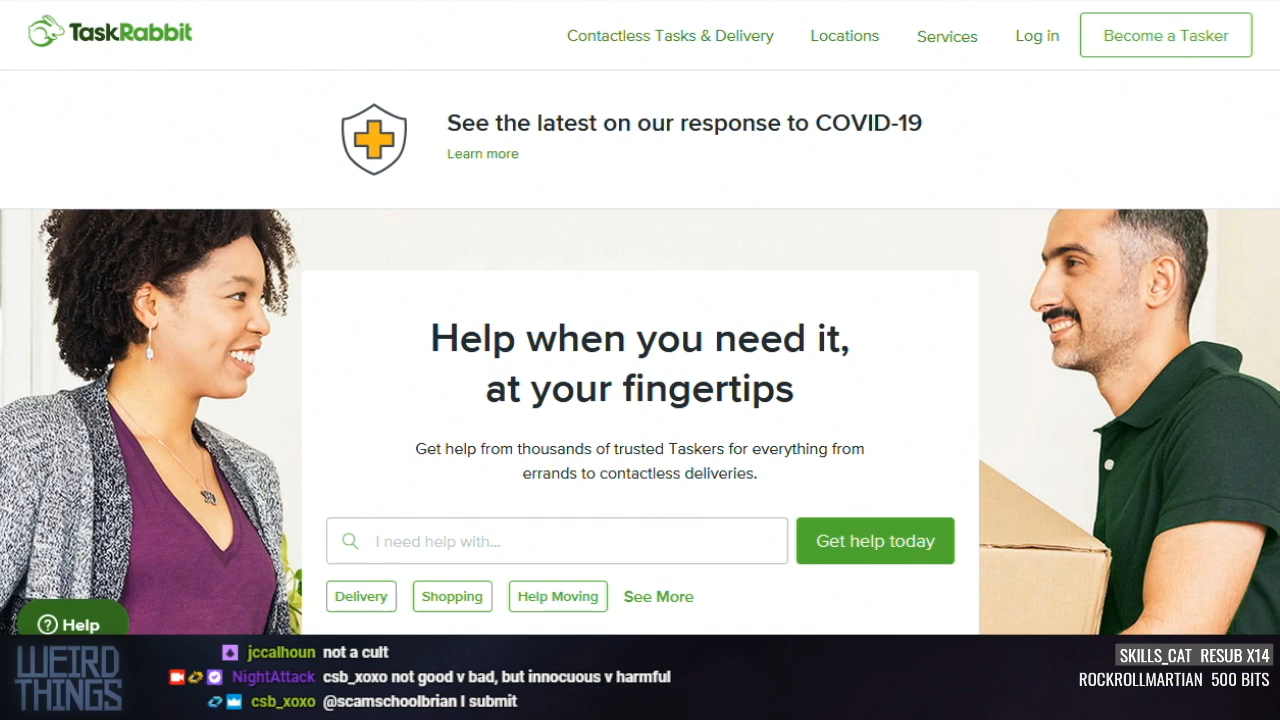 TaskRabbit
Contactless Tasks & Delivery
Locations
Services
Log in
Become a Tasker
See the latest on our response to COVID-19
Learn more
Help when you need it,
at your fingertips
Get help from thousands of trusted Taskers for everything from
errands to contactless deliveries.
I need help with...
Get help today
Delivery
Shopping
Help Moving
See More
Help
WEIRD
THINGS
jccalhoun not a cult
NightAttack csb_xoxo not good v bad, but innocuous v harmful
csb_xoxo @scamschoolbrian I submit
SKILLS_CAT RESUB X14
ROCKROLLMARTIAN 500 BITS